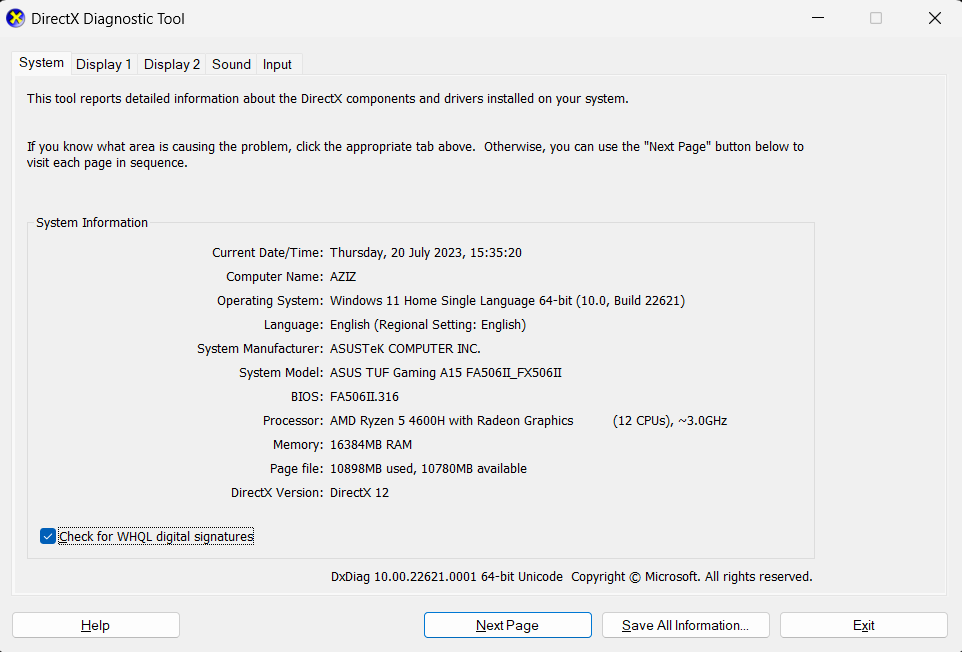 DirectX Diagnostic Tool
System Display 1 Display 2 Sound Input
This tool reports detailed information about the DirectX components and drivers installed on your system.
If you know what area is causing the problem, click the appropriate tab above.  Otherwise, you can use the "Next Page" button below to
visit each page in sequence.
System Information
Current Date/Time: Thursday, 20 July 2023, 15:35:20
Computer Name: AZIZ
Operating System: Windows 11 Home Single Language 64-bit (10.0, Build 22621)
Language: English (Regional Setting: English)
System Manufacturer: ASUSTeK COMPUTER INC.
System Model: ASUS TUF Gaming A15 FA506II_FX506II
BIOS: FA506II.316
Processor: AMD Ryzen 5 4600H with Radeon Graphics (12 CPUs), ~3.0GHz
Memory: 16384MB RAM
Page file: 10898MB used, 10780MB available
DirectX Version: DirectX 12
Check for WHQL digital signatures
DxDiag 10.00.22621.0001 64-bit Unicode  Copyright © Microsoft. All rights reserved.
Help Next Page Save All Information... Exit